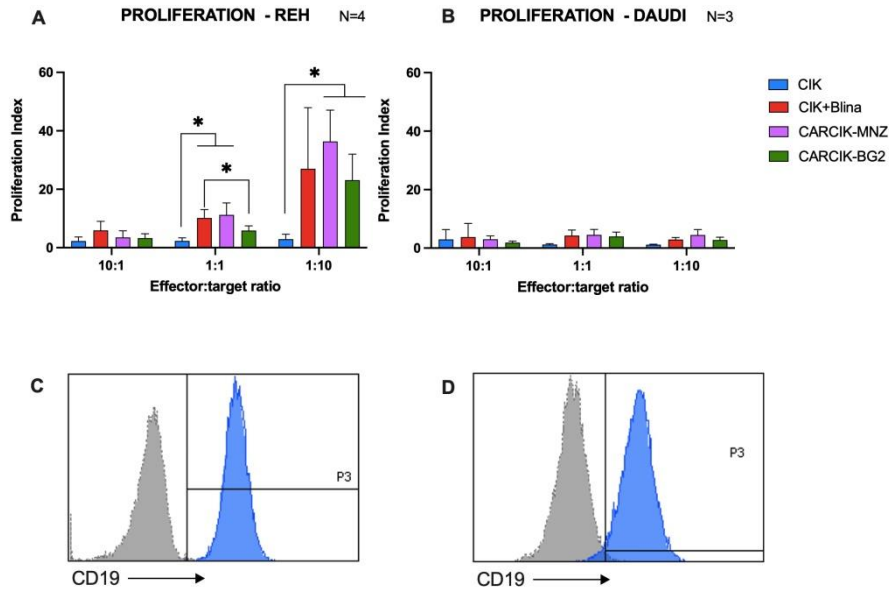 A PROLIFERATION - REH N=4
Proliferation Index
60
40
20
0
* * *
10:1 1:1 1:10
Effector:target ratio
B PROLIFERATION - DAUDI N=3
Proliferation Index
60
40
20
0
10:1 1:1 1:10
Effector:target ratio
CIK
CIK+Blina
CARCIK-MNZ
CARCIK-BG2
C
P3
CD19
D
P3
CD19